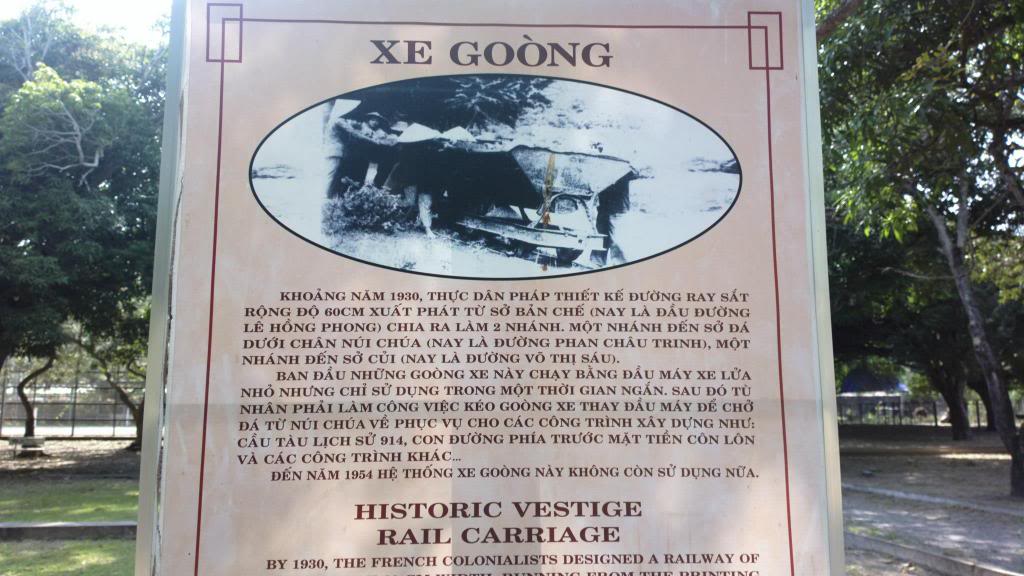 XE GOÒNG
KHOẢNG NĂM 1930, THỰC DÂN PHÁP THIẾT KẾ ĐƯỜNG RAY SẮT
RỘNG ĐỘ 60CM XUẤT PHÁT TỪ SỞ BẢN CHẾ (NAY LÀ ĐẦU ĐƯỜNG
LÊ HỒNG PHONG) CHIA RA LÀM 2 NHÁNH. MỘT NHÁNH ĐẾN SỞ ĐÁ
DƯỚI CHÂN NÚI CHÚA (NAY LÀ ĐƯỜNG PHAN CHÂU TRINH), MỘT
NHÁNH ĐẾN SỞ CỦI (NAY LÀ ĐƯỜNG VÕ THỊ SÁU).
BAN ĐẦU NHỮNG GOÒNG XE NÀY CHẠY BẰNG ĐẦU MÁY XE LỬA
NHỎ NHƯNG CHỈ SỬ DỤNG TRONG MỘT THỜI GIAN NGẮN. SAU ĐÓ TÙ
NHÂN PHẢI LÀM CÔNG VIỆC KÉO GOÒNG XE THAY ĐẦU MÁY ĐỂ CHỞ
ĐÁ TỪ NÚI CHÚA VỀ PHỤC VỤ CHO CÁC CÔNG TRÌNH XÂY DỰNG NHƯ:
CẦU TÀU LỊCH SỬ 914, CON ĐƯỜNG PHÍA TRƯỚC MẶT TIỀN CÔN LÔN
VÀ CÁC CÔNG TRÌNH KHÁC...
ĐẾN NĂM 1954 HỆ THỐNG XE GOÒNG NÀY KHÔNG CÒN SỬ DỤNG NỮA.
HISTORIC VESTIGE
RAIL CARRIAGE
BY 1930, THE FRENCH COLONIALISTS DESIGNED A RAILWAY OF
WIDTH, RUNNING FROM THE PRINTING